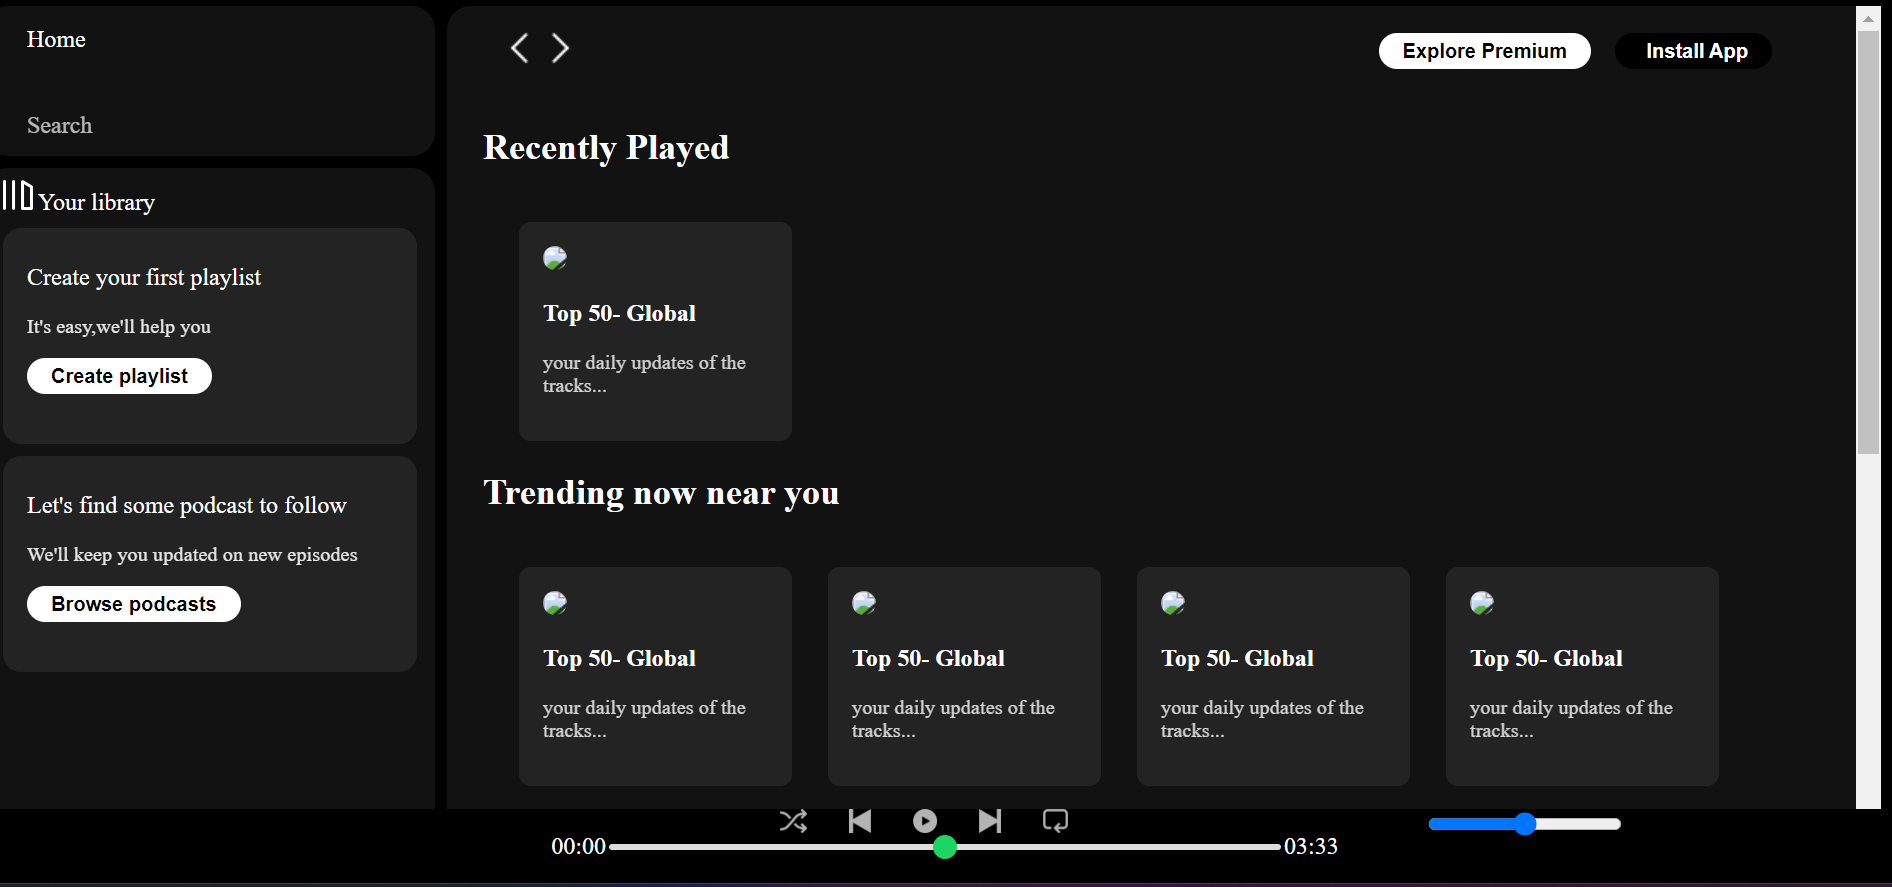 Home
Search
Your library
Create your first playlist
It's easy,we'll help you
Create playlist
Let's find some podcast to follow
We'll keep you updated on new episodes
Browse podcasts
Explore Premium
Install App
Recently Played
Top 50- Global
your daily updates of the
tracks...
Trending now near you
Top 50- Global
your daily updates of the
tracks...
Top 50- Global
your daily updates of the
tracks...
Top 50- Global
your daily updates of the
tracks...
Top 50- Global
your daily updates of the
tracks...
00:00
03:33